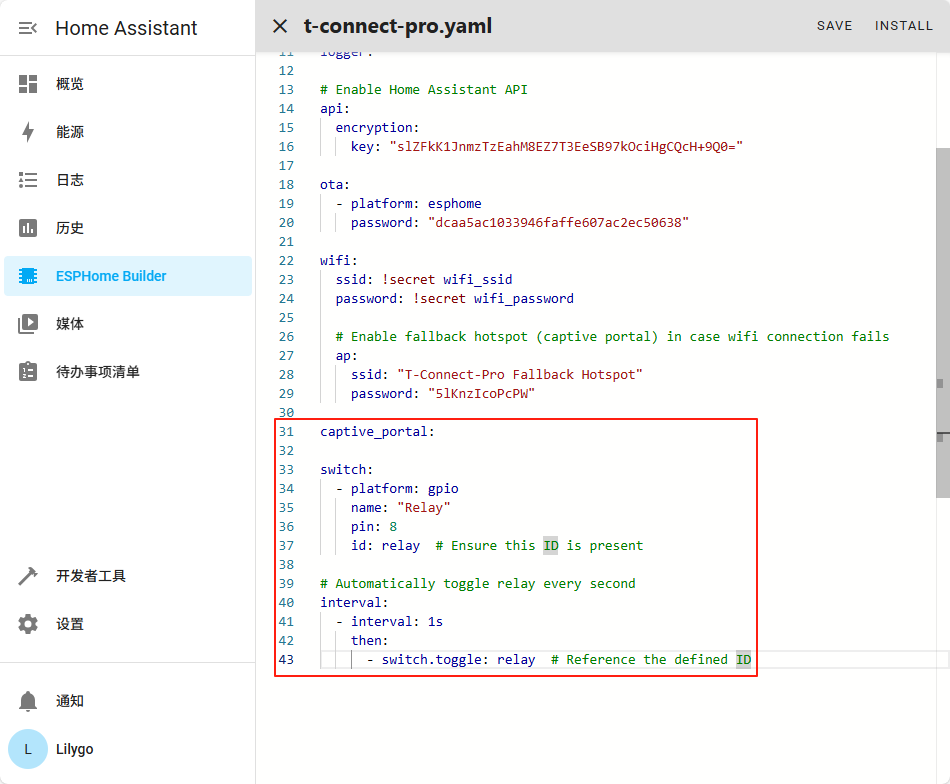 Home Assistant
概览
能源
日志
历史
ESPHome Builder
媒体
待办事项清单
开发者工具
设置
通知
L Lilygo
t-connect-pro.yaml SAVE INSTALL
11 logger:
12
13 # Enable Home Assistant API
14 api:
15 encryption:
16 key: "slZFkK1JnmzTzEahM8EZ7T3EeSB97kOciHgCQcH+9Q0="
17
18 ota:
19 - platform: esphome
20 password: "dcaa5ac1033946faffe607ac2ec50638"
21
22 wifi:
23 ssid: !secret wifi_ssid
24 password: !secret wifi_password
25
26 # Enable fallback hotspot (captive portal) in case wifi connection fails
27 ap:
28 ssid: "T-Connect-Pro Fallback Hotspot"
29 password: "5lKnzIcoPcPW"
30
31 captive_portal:
32
33 switch:
34 - platform: gpio
35 name: "Relay"
36 pin: 8
37 id: relay # Ensure this ID is present
38
39 # Automatically toggle relay every second
40 interval:
41 - interval: 1s
42 then:
43 - switch.toggle: relay # Reference the defined ID